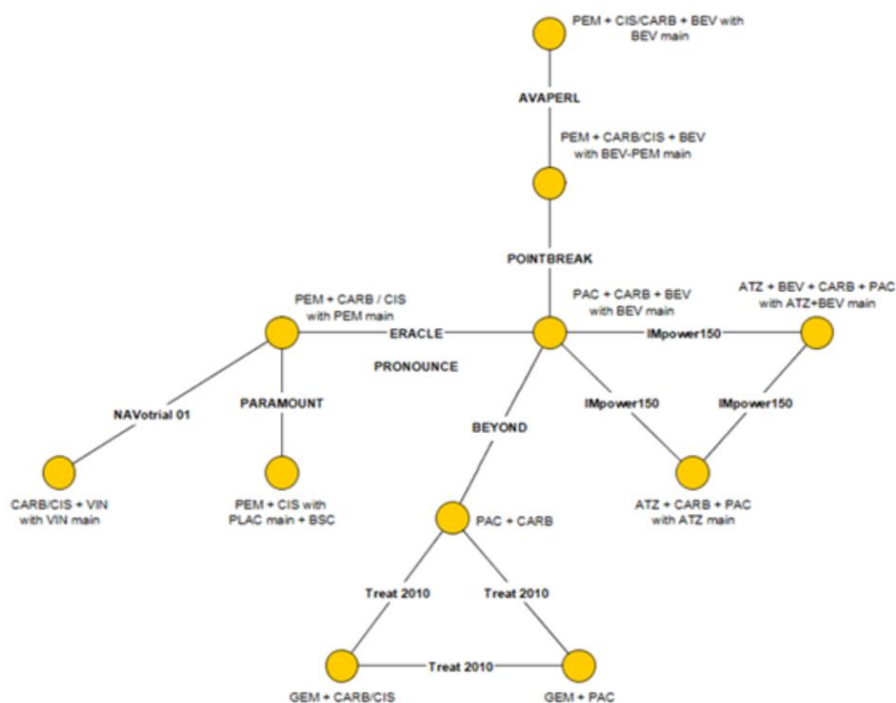 PEM + CIS/CARB + BEV with
BEV main
AVAPERL
PEM + CARB/CIS + BEV
with BEV-PEM main
POINTBREAK
PEM + CARB / CIS
with PEM main
PAC + CARB + BEV
with BEV main
ATZ + BEV + CARB + PAC
with ATZ+BEV main
ERACLE
IMpower150
PRONOUNCE
NAVotrial 01
PARAMOUNT
BEYOND
IMpower150
IMpower150
CARB/CIS + VIN
with VIN main
PEM + CIS with
PLAC main + BSC
ATZ + CARB + PAC
with ATZ main
PAC + CARB
Treat 2010
Treat 2010
Treat 2010
GEM + CARB/CIS
GEM + PAC